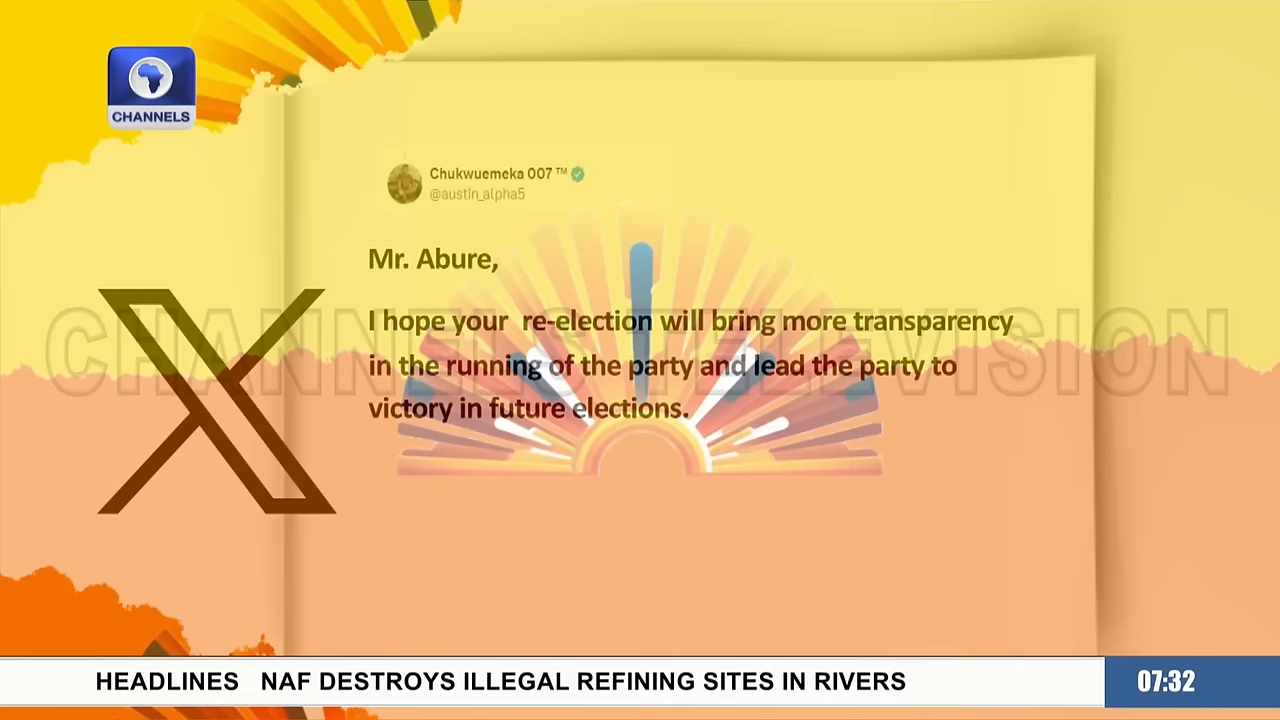 CHANNELS
Chukwuemeka 007 ™
@austin_alpha5
Mr. Abure,
CHANNELS TELEVISION
I hope your re-election will bring more transparency
in the running of the party and lead the party to
victory in future elections.
HEADLINES NAF DESTROYS ILLEGAL REFINING SITES IN RIVERS
07:32